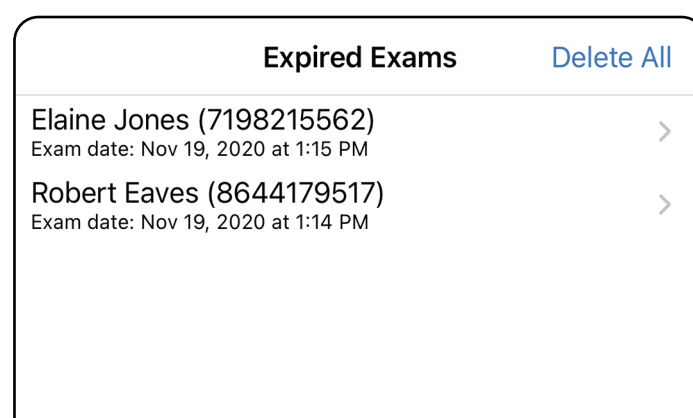 Expired Exams
Delete All
Elaine Jones (7198215562)
Exam date: Nov 19, 2020 at 1:15 PM
Robert Eaves (8644179517)
Exam date: Nov 19, 2020 at 1:14 PM